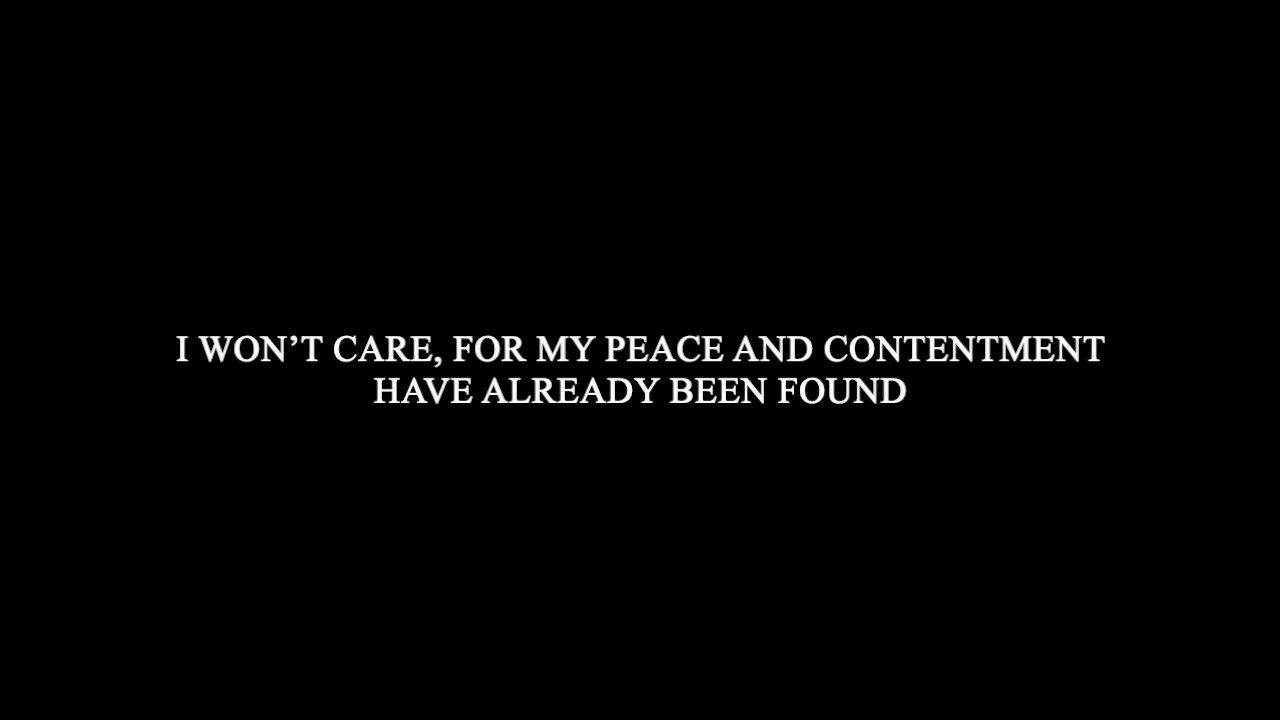 I WON’T CARE, FOR MY PEACE AND CONTENTMENT
HAVE ALREADY BEEN FOUND